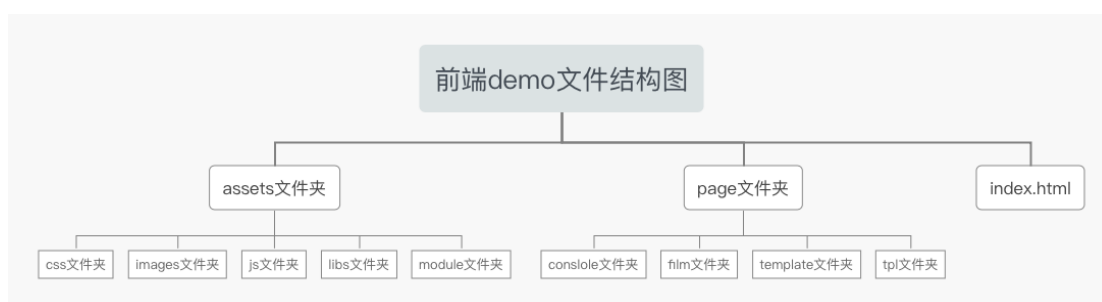 前端demo文件结构图
assets文件夹
page文件夹
index.html
css文件夹
images文件夹
js文件夹
libs文件夹
module文件夹
conslole文件夹
film文件夹
template文件夹
tpl文件夹